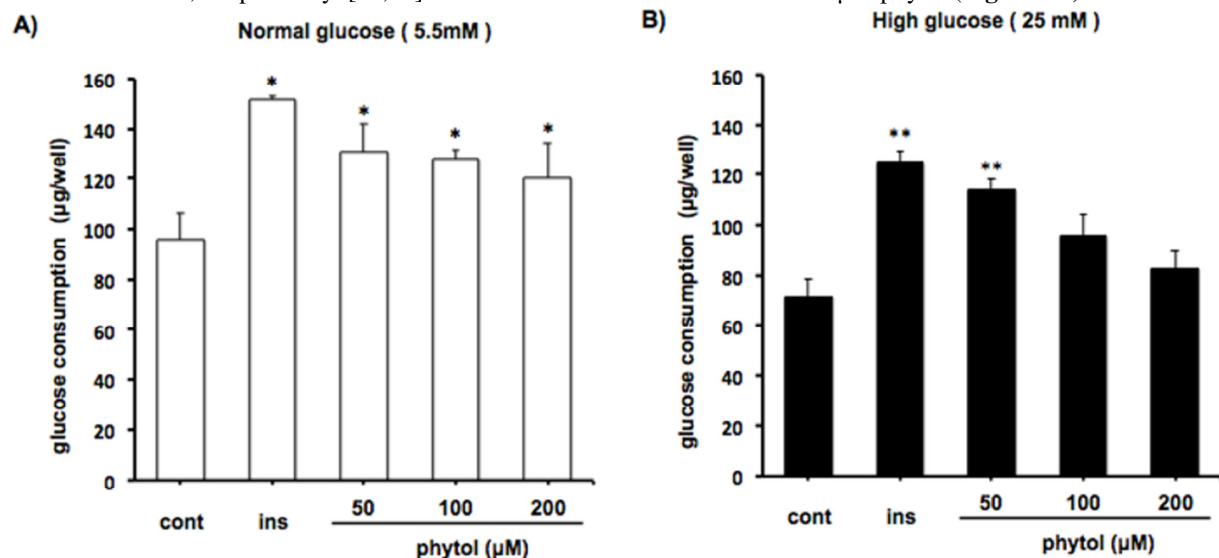 A)
Normal glucose ( 5.5mM )
glucose consumption (µg/well)
160
140
120
100
80
60
40
20
0
*
*
*
*
cont
ins
50
100
200
phytol (µM)
B)
High glucose ( 25 mM )
glucose consumption (µg/well)
160
140
120
100
80
60
40
20
0
**
**
cont
ins
50
100
200
phytol (µM)